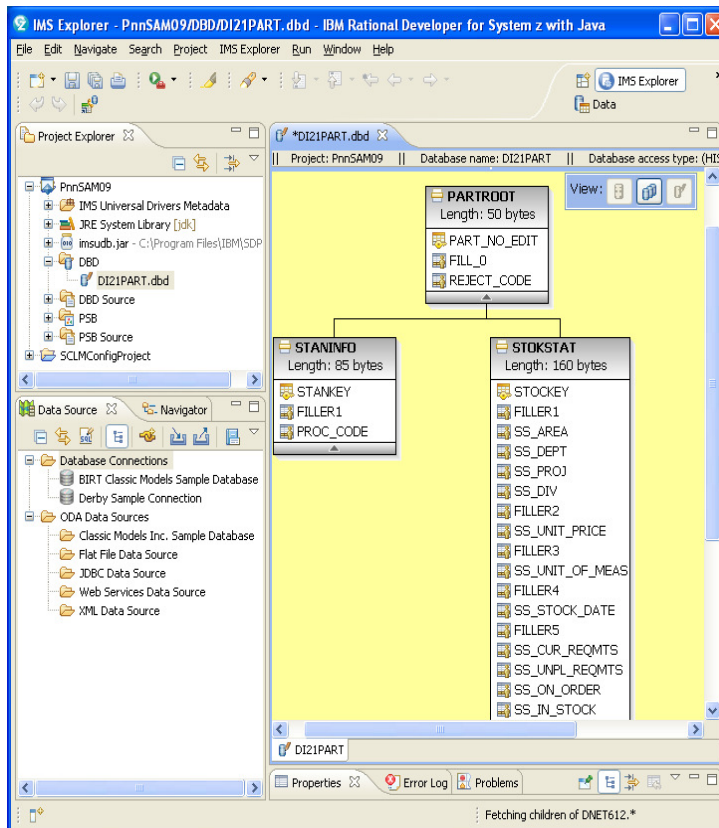 IMS Explorer - PnnSAM09/DBD/DI21PART.dbd - IBM Rational Developer for System z with Java
File Edit Navigate Search Project IMS Explorer Run Window Help
IMS Explorer
Data
Project Explorer
PnnSAM09
IMS Universal Drivers Metadata
JRE System Library [jdk]
imsudb.jar - C:\Program Files\IBM\SDP
DBD
DI21PART.dbd
DBD Source
PSB
PSB Source
SCLMConfigProject
Data Source Navigator
Database Connections
BIRT Classic Models Sample Database
Derby Sample Connection
ODA Data Sources
Classic Models Inc. Sample Database
Flat File Data Source
JDBC Data Source
Web Services Data Source
XML Data Source
*DI21PART.dbd
|| Project: PnnSAM09 || Database name: DI21PART || Database access type: (HIS
View:
PARTROOT
Length: 50 bytes
PART_NO_EDIT
FILL_0
REJECT_CODE
STANINFO
Length: 85 bytes
STANKEY
FILLER1
PROC_CODE
STOKSTAT
Length: 160 bytes
STOCKEY
FILLER1
SS_AREA
SS_DEPT
SS_PROJ
SS_DIV
FILLER2
SS_UNIT_PRICE
FILLER3
SS_UNIT_OF_MEAS
FILLER4
SS_STOCK_DATE
FILLER5
SS_CUR_REQMTS
SS_UNPL_REQMTS
SS_ON_ORDER
SS_IN_STOCK
DI21PART
Properties Error Log Problems
Fetching children of DNET612.*